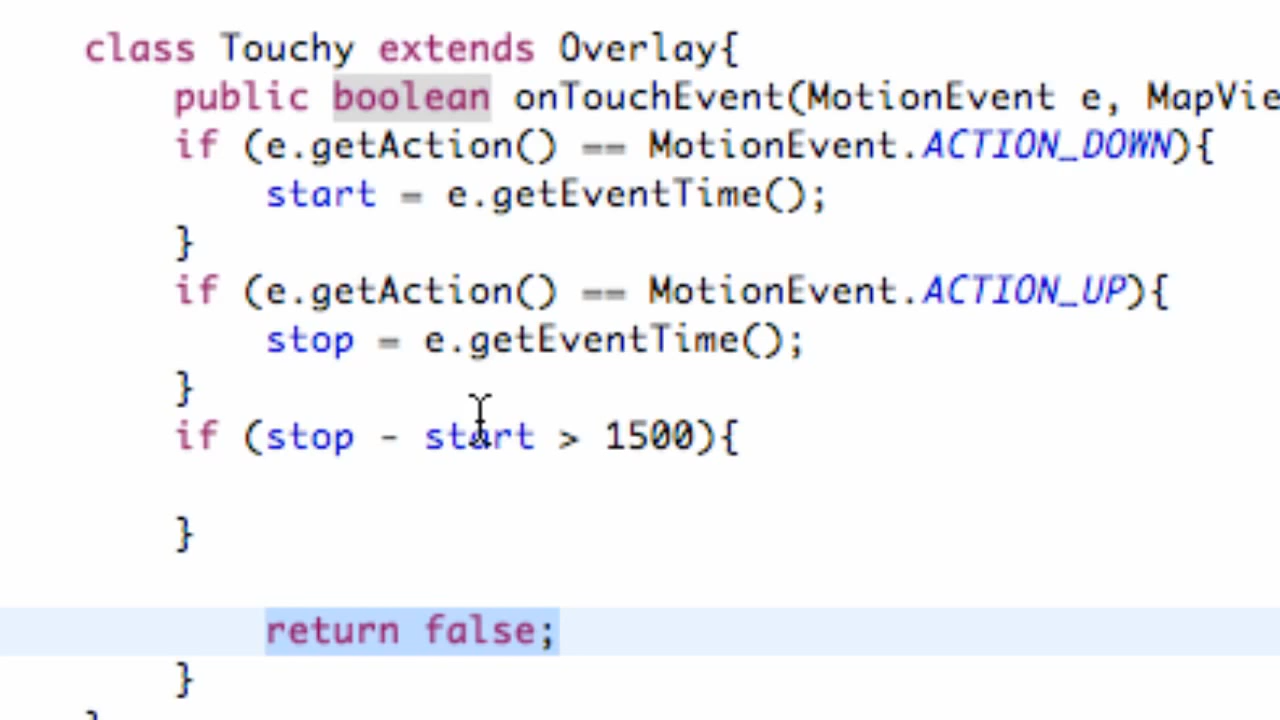 class Touchy extends Overlay{
public boolean onTouchEvent(MotionEvent e, MapVie
if (e.getAction() == MotionEvent.ACTION_DOWN){
start = e.getEventTime();
}
if (e.getAction() == MotionEvent.ACTION_UP){
stop = e.getEventTime();
}
if (stop - start > 1500){
}
return false;
}
}